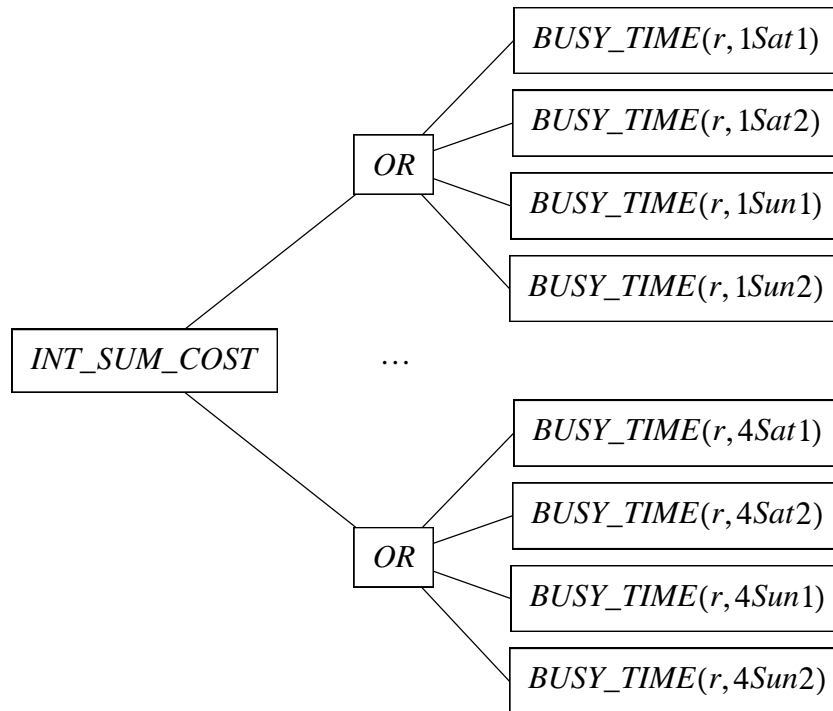 BUSY_TIME(r, 1Sat1)
BUSY_TIME(r, 1Sat2)
OR
BUSY_TIME(r, 1Sun1)
BUSY_TIME(r, 1Sun2)
INT_SUM_COST
...
BUSY_TIME(r, 4Sat1)
BUSY_TIME(r, 4Sat2)
OR
BUSY_TIME(r, 4Sun1)
BUSY_TIME(r, 4Sun2)